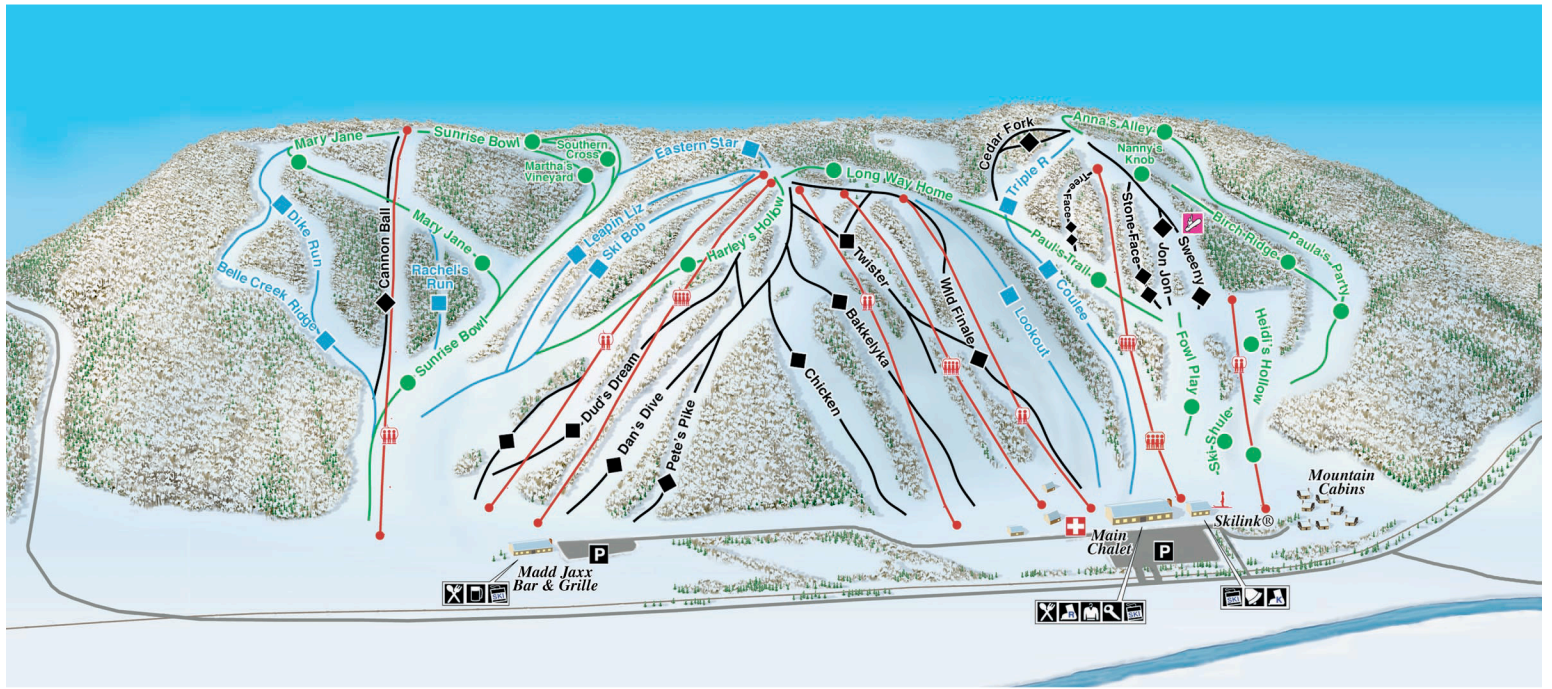 Mary Jane
Sunrise Bowl
Southern
Cross
Martha's
Vineyard
Eastern Star
Long Way Home
Cedar Fork
Anna's Alley
Nanny's
Knob
Triple R
Tree-
Face
Stone-Face
Jon Jon
Sweeny
Birch Ridge
Paula's Party
Dike Run
Belle Creek Ridge
Cannon Ball
Mary Jane
Rachel's
Run
Sunrise Bowl
Leapin Liz
Ski Bob
Harley's Hollow
Twister
Wild Finale
Bakkelyka
Chicken
Dud's Dream
Dan's Dive
Pete's Pike
Lookout
Coulee
Paul's Trail
Fowl Play
Ski-Shule
Heidi's Hollow
Mountain
Cabins
Skilink®
Main
Chalet
P
P
Madd Jaxx
Bar & Grille
SKI
R
SKI
SKI
K